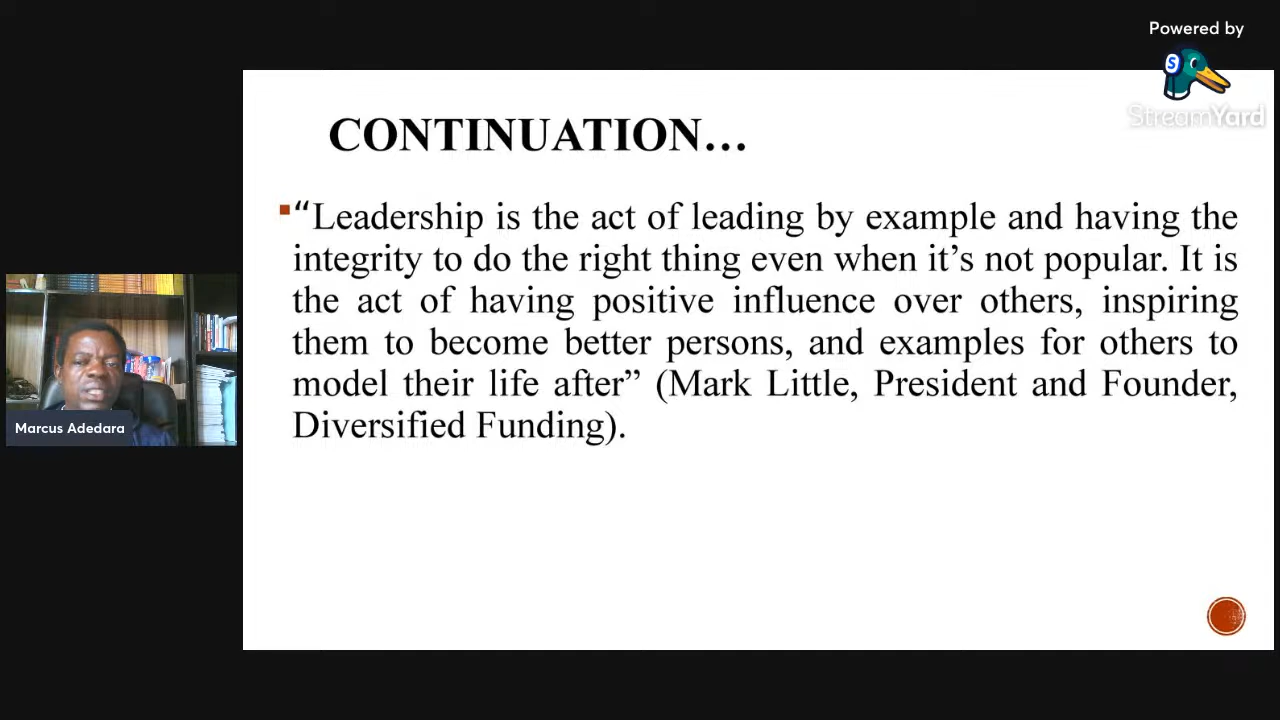 Powered by
StreamYard
CONTINUATION…
“Leadership is the act of leading by example and having the
integrity to do the right thing even when it’s not popular. It is
the act of having positive influence over others, inspiring
them to become better persons, and examples for others to
model their life after” (Mark Little, President and Founder,
Diversified Funding).
Marcus Adedara